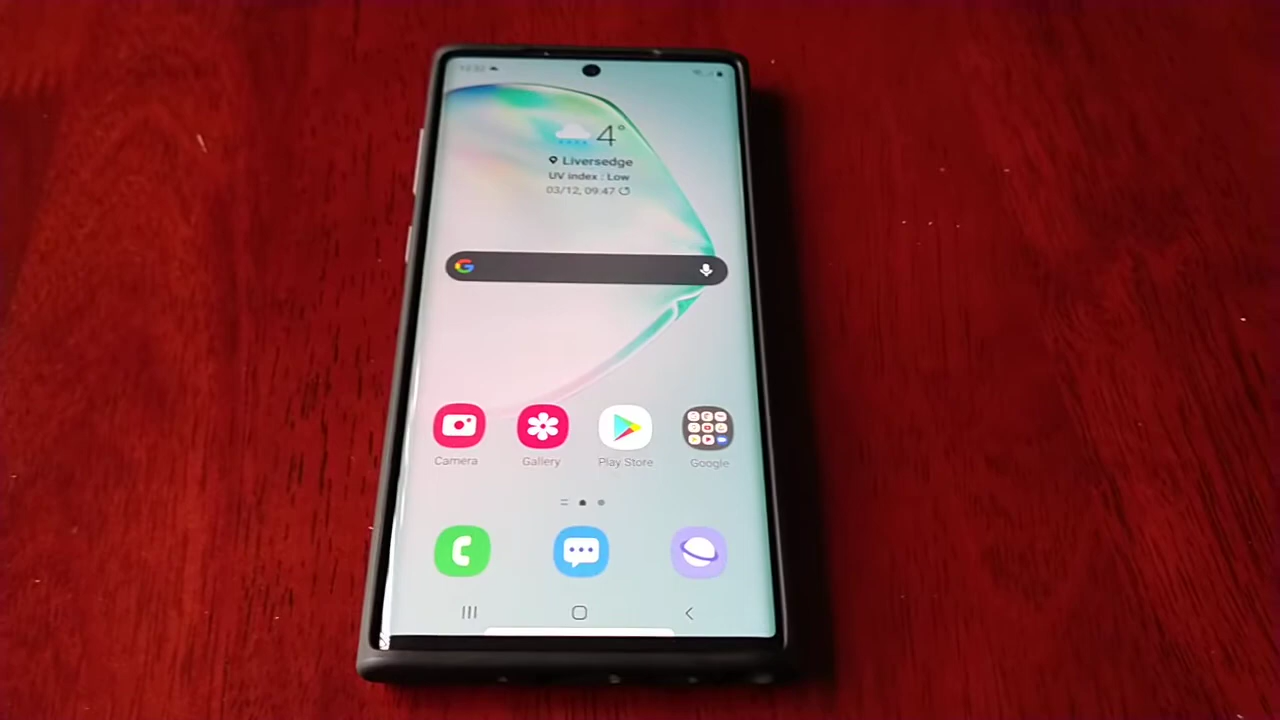 4°
Liversedge
UV index : Low
03/12, 09:47
G
Camera Gallery Play Store Google